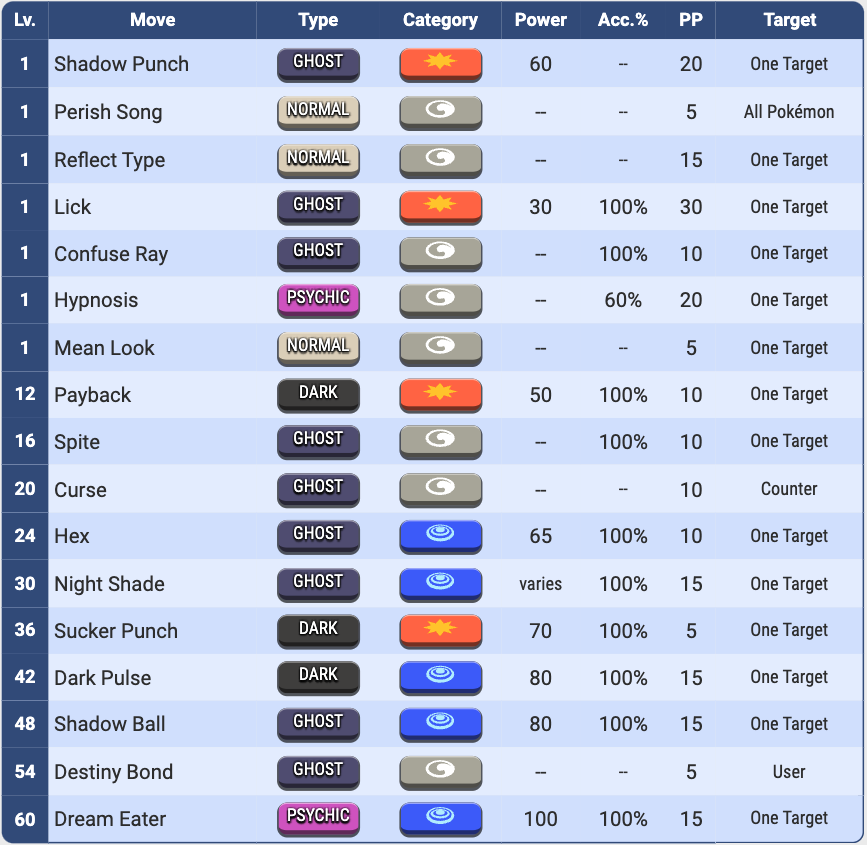 Lv. Move Type Category Power Acc.% PP Target
1 Shadow Punch GHOST 60 -- 20 One Target
1 Perish Song NORMAL -- -- 5 All Pokémon
1 Reflect Type NORMAL -- -- 15 One Target
1 Lick GHOST 30 100% 30 One Target
1 Confuse Ray GHOST -- 100% 10 One Target
1 Hypnosis PSYCHIC -- 60% 20 One Target
1 Mean Look NORMAL -- -- 5 One Target
12 Payback DARK 50 100% 10 One Target
16 Spite GHOST -- 100% 10 One Target
20 Curse GHOST -- -- 10 Counter
24 Hex GHOST 65 100% 10 One Target
30 Night Shade GHOST varies 100% 15 One Target
36 Sucker Punch DARK 70 100% 5 One Target
42 Dark Pulse DARK 80 100% 15 One Target
48 Shadow Ball GHOST 80 100% 15 One Target
54 Destiny Bond GHOST -- -- 5 User
60 Dream Eater PSYCHIC 100 100% 15 One Target